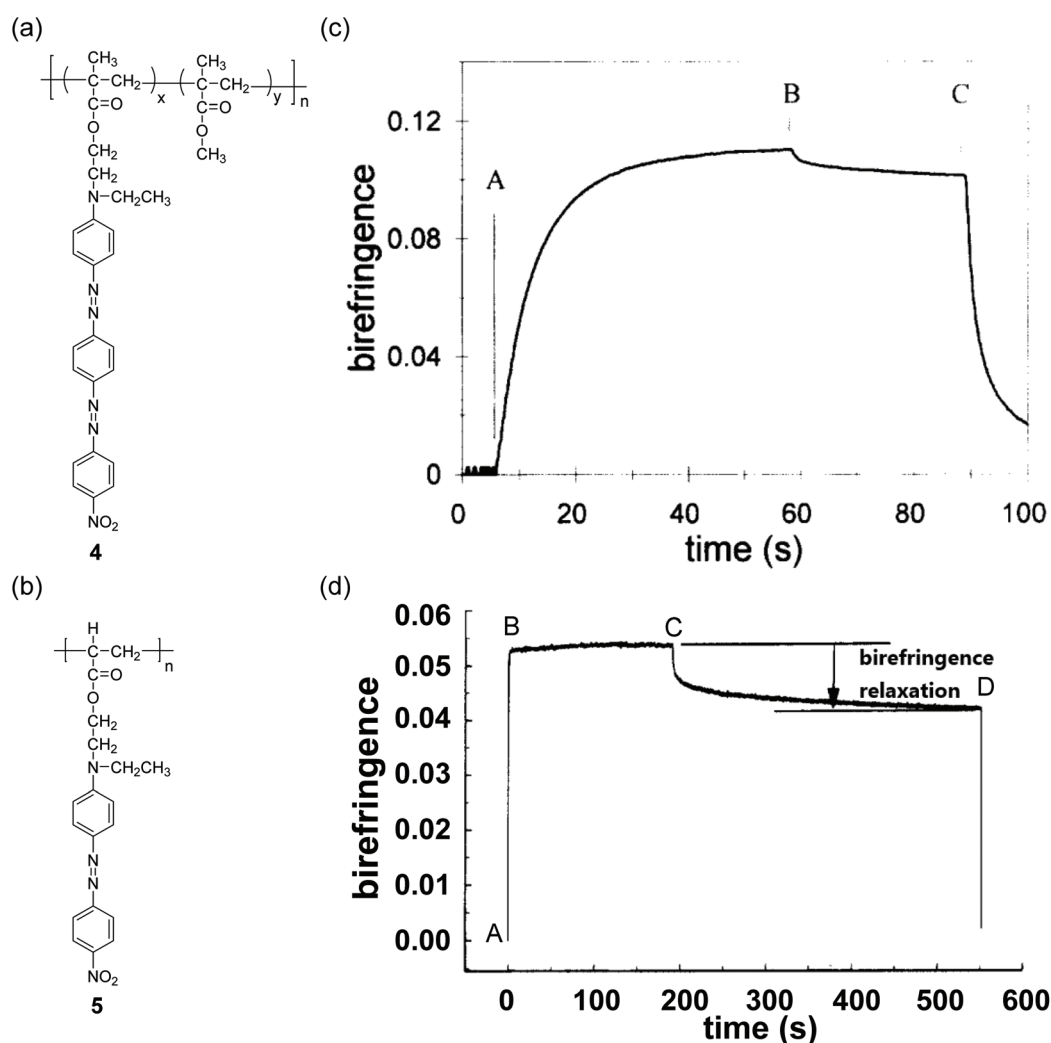 (a)
CH₃
C
CH₂
x
CH₃
C
CH₂
y
n
C=O
O
CH₂
CH₂
N
CH₂CH₃
N
N
N
N
NO₂
4
C=O
O
CH₃
(b)
H
C
CH₂
n
C=O
O
CH₂
CH₂
N
CH₂CH₃
N
N
NO₂
5
(c)
birefringence
0.12
0.08
0.04
0
A
B
C
0 20 40 60 80 100
time (s)
(d)
birefringence
0.06
0.05
0.04
0.03
0.02
0.01
0.00
A
B
C
birefringence
relaxation
D
0 100 200 300 400 500 600
time (s)